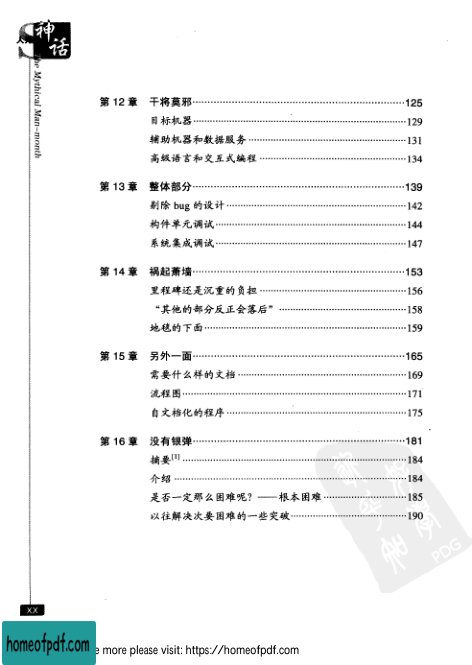 神
话
The Mythical Man-month
第 12 章 干将莫邪 125
目标机器 129
辅助机器和数据服务 131
高级语言和交互式编程 134
第 13 章 整体部分 139
剔除 bug 的设计 142
构件单元调试 144
系统集成调试 147
第 14 章 祸起萧墙 153
里程碑还是沉重的负担 156
“其他的部分反正会落后” 158
地毯的下面 159
第 15 章 另外一面 165
需要什么样的文档 169
流程图 171
自文档化的程序 175
第 16 章 没有银弹 181
摘要[1] 184
介绍 184
是否一定那么困难呢？——根本困难 185
以往解决次要困难的一些突破 190
PDG
XX
homeofpdf.com
e more please visit: https://homeofpdf.com